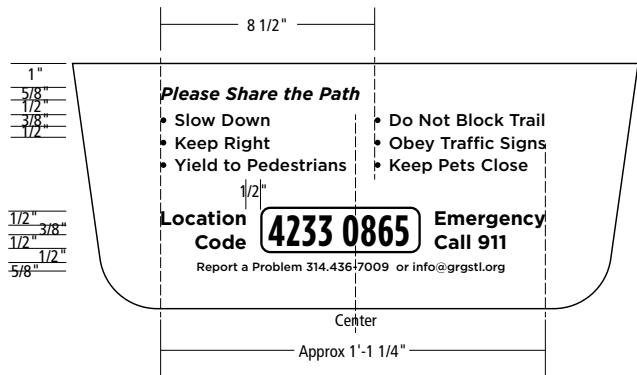 8 1/2"
1"
5/8"
1/2"
3/8"
1/2"
Please Share the Path
• Slow Down
• Keep Right
• Yield to Pedestrians
• Do Not Block Trail
• Obey Traffic Signs
• Keep Pets Close
1/2"
1/2"
3/8"
1/2"
1/2"
5/8"
Location
Code
4233 0865
Emergency
Call 911
Report a Problem 314.436-7009 or info@grgstl.org
Center
Approx 1'-1 1/4"